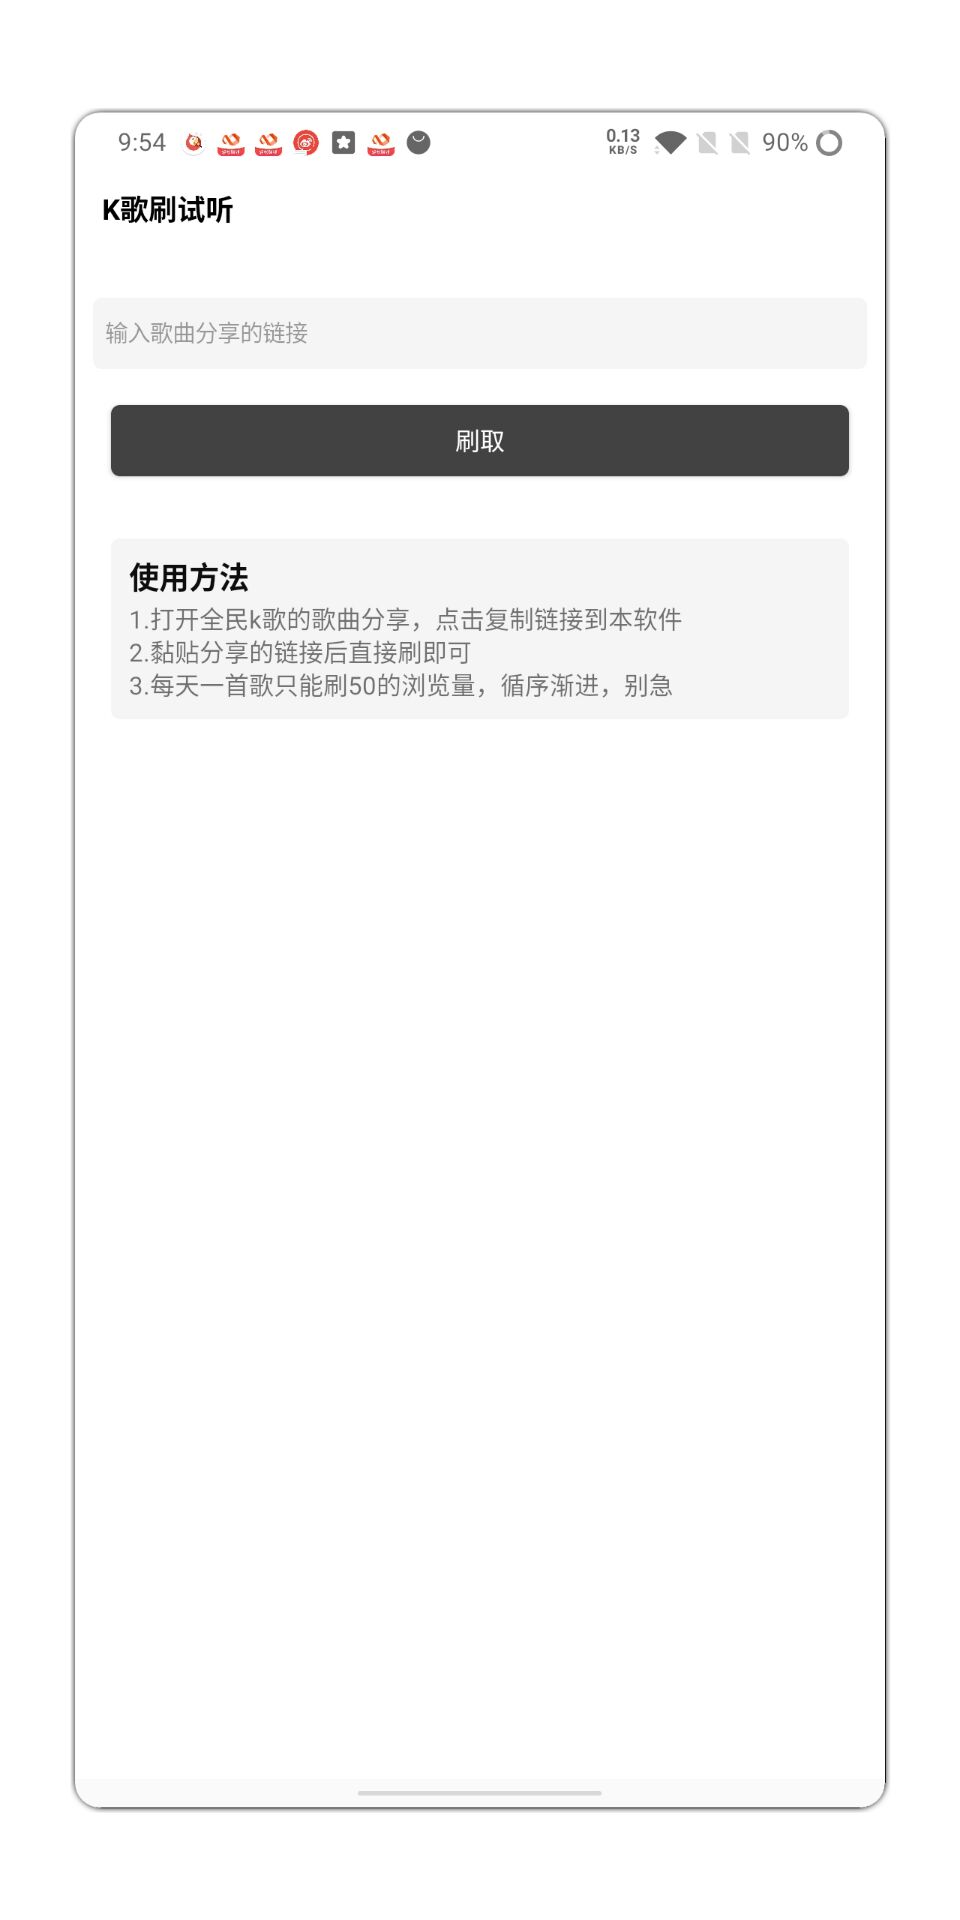 9:54
0.13
KB/S
90%
K歌刷试听
输入歌曲分享的链接
刷取
使用方法
1.打开全民k歌的歌曲分享，点击复制链接到本软件
2.黏贴分享的链接后直接刷即可
3.每天一首歌只能刷50的浏览量，循序渐进，别急